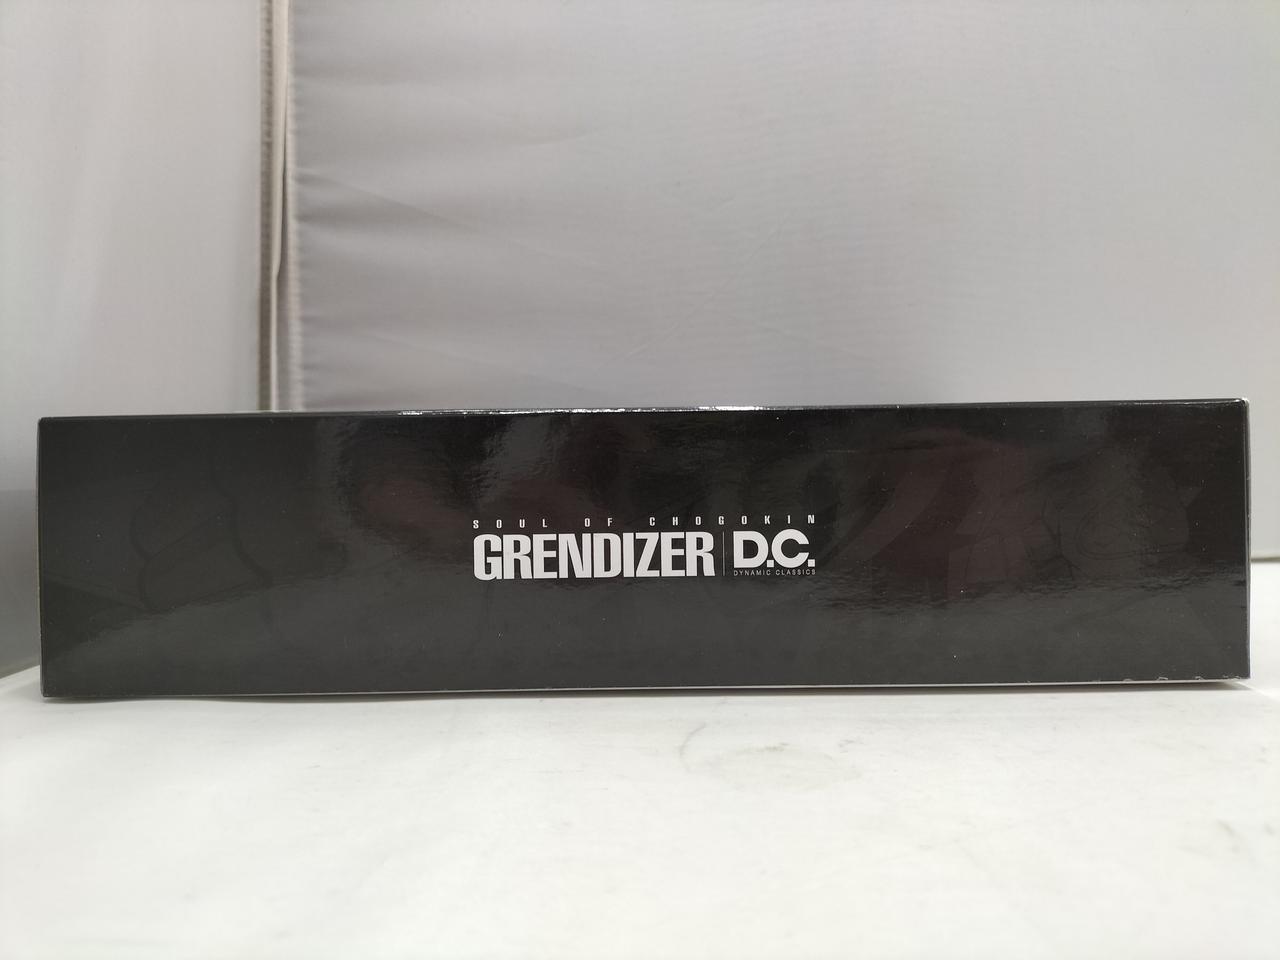 SOUL OF CHOGOKIN
GRENDIZER D.C.
DYNAMIC CLASSICS